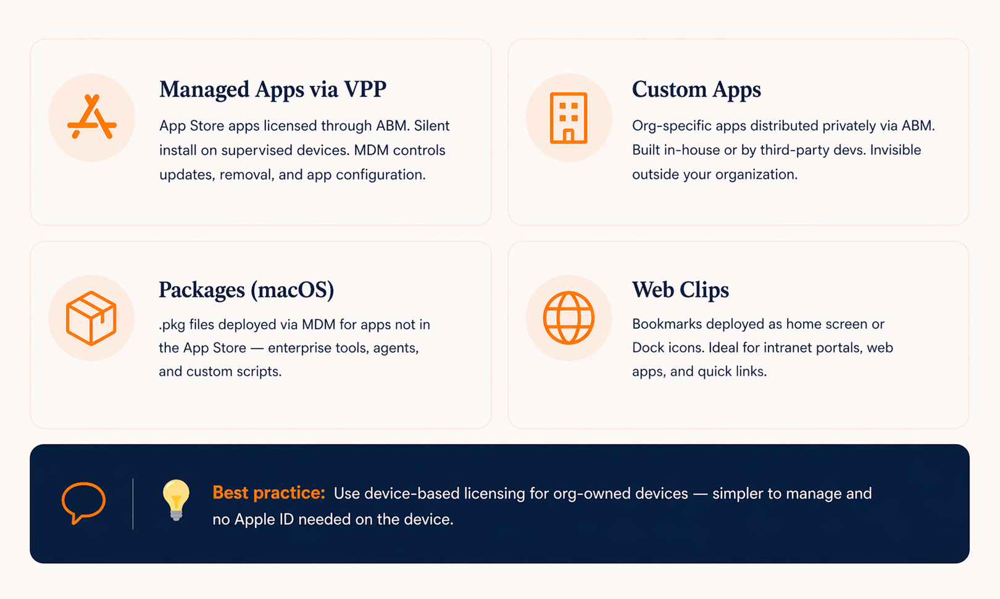 Managed Apps via VPP
App Store apps licensed through ABM. Silent
install on supervised devices. MDM controls
updates, removal, and app configuration.
Custom Apps
Org-specific apps distributed privately via ABM.
Built in-house or by third-party devs. Invisible
outside your organization.
Packages (macOS)
.pkg files deployed via MDM for apps not in
the App Store — enterprise tools, agents,
and custom scripts.
Web Clips
Bookmarks deployed as home screen or
Dock icons. Ideal for intranet portals, web
apps, and quick links.
Best practice: Use device-based licensing for org-owned devices — simpler to manage and
no Apple ID needed on the device.